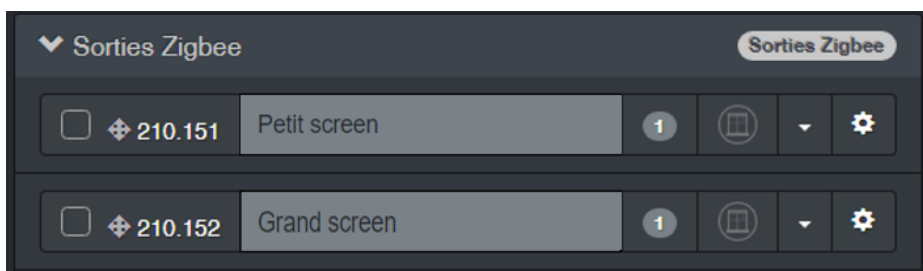 Sorties Zigbee Sorties Zigbee
210.151 Petit screen 1
210.152 Grand screen 1